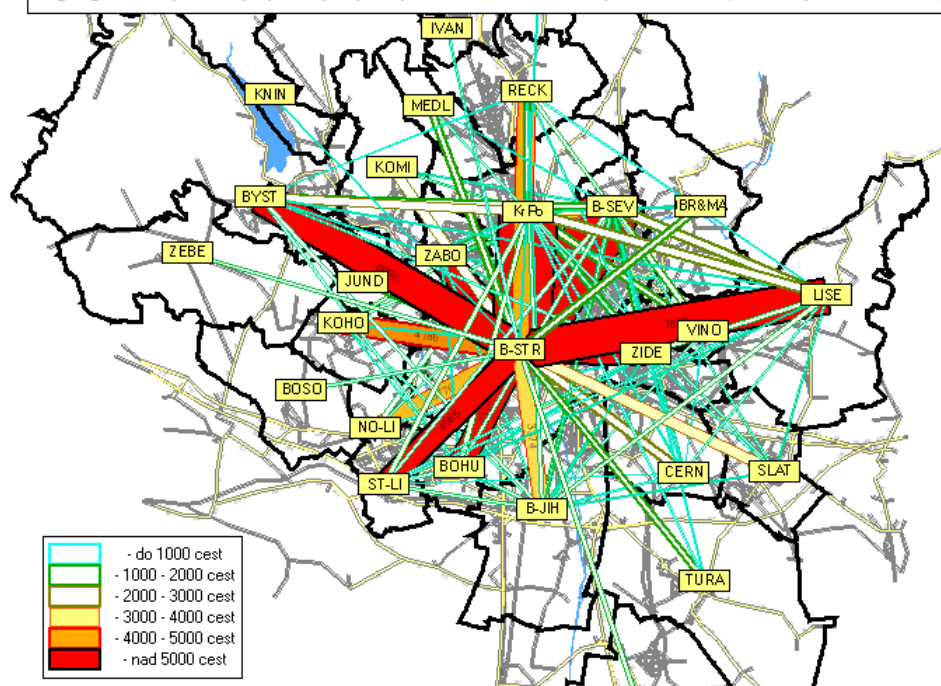 IVAN
KNIN
RECK
MEDL
KOMI
BYST
KrPo
B-SEV
BR&MA
ZEBE
ZABO
JUND
LISE
KOHO
VINO
B-STR
ZIDE
BOSO
NO-LI
BOHU
CERN
SLAT
ST-LI
B-JIH
TURA
- do 1000 cest
- 1000 - 2000 cest
- 2000 - 3000 cest
- 3000 - 4000 cest
- 4000 - 5000 cest
- nad 5000 cest